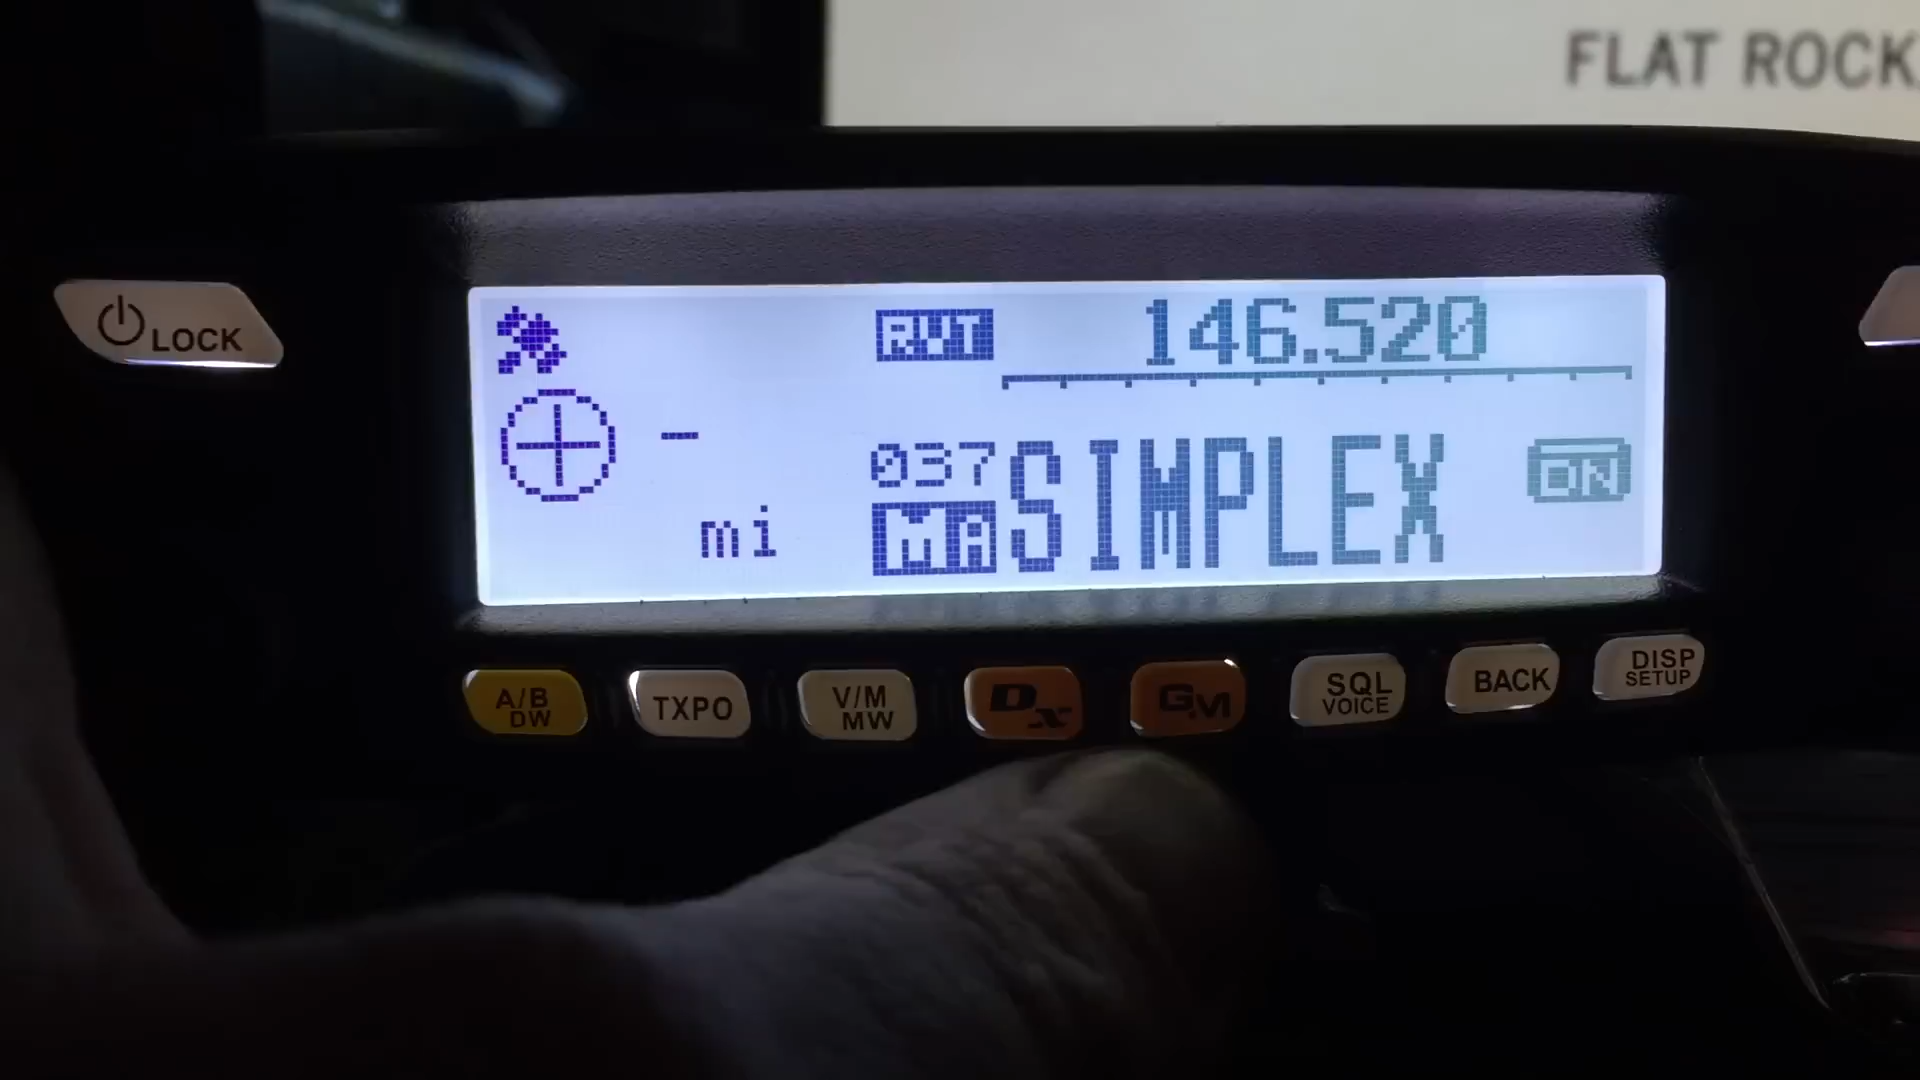 FLAT ROCK,
LOCK
RVT 146.520
037
MA SIMPLEX ON
mi
A/B DW
TXPO
V/M MW
Dx
GM
SQL VOICE
BACK
DISP SETUP